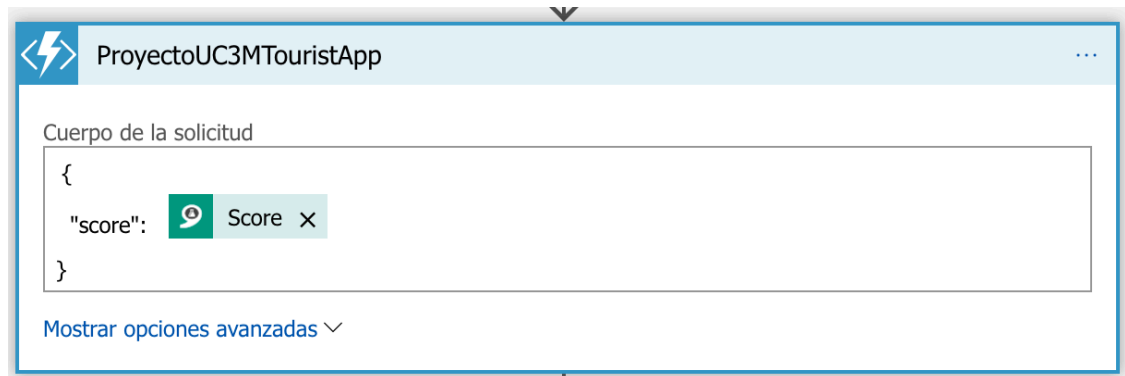 ProyectoUC3MTouristApp
...
Cuerpo de la solicitud
{
"score": Score ×
}
Mostrar opciones avanzadas